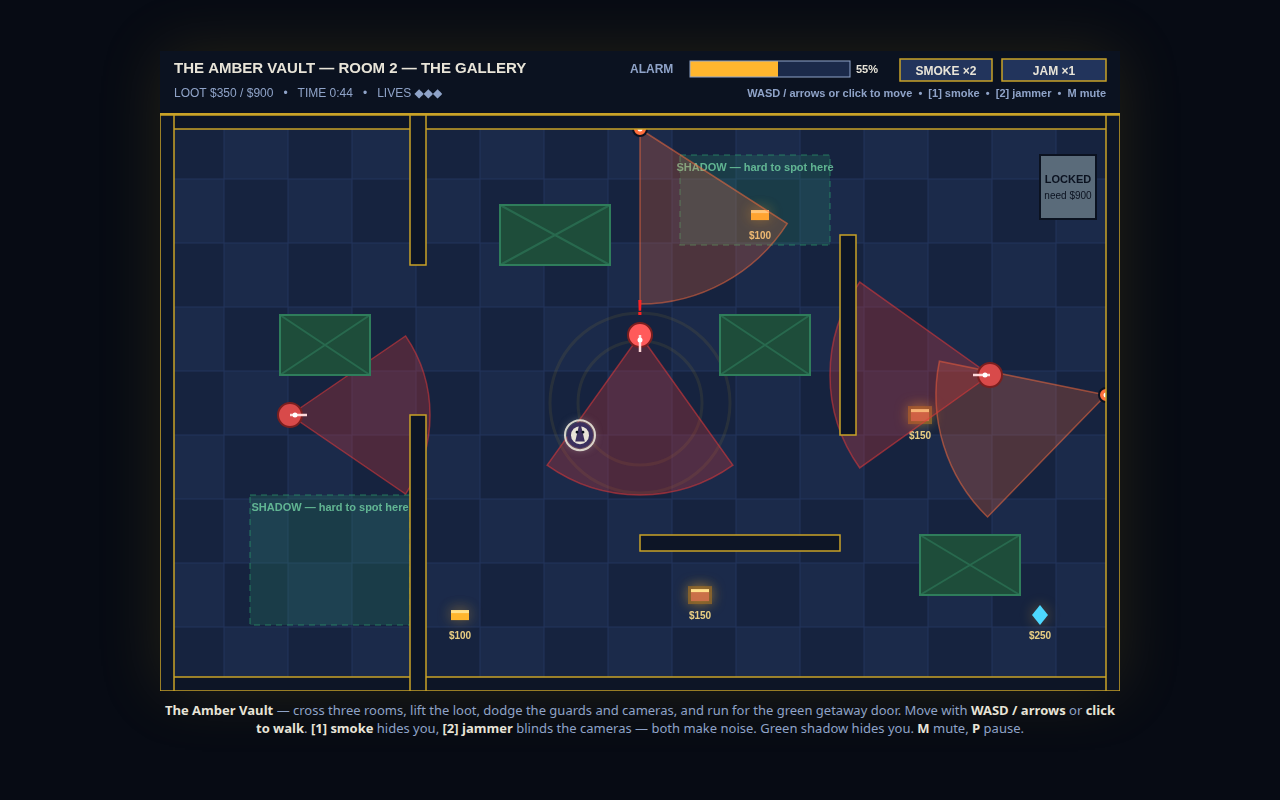 THE AMBER VAULT — ROOM 2 — THE GALLERY
ALARM
55%
SMOKE ×2
JAM ×1
LOOT $350 / $900 • TIME 0:44 • LIVES ◆◆◆
WASD / arrows or click to move • [1] smoke • [2] jammer • M mute
SHADOW — hard to spot here
LOCKED
need $900
$100
!
$150
SHADOW — hard to spot here
$150
$100
$250
The Amber Vault — cross three rooms, lift the loot, dodge the guards and cameras, and run for the green getaway door. Move with WASD / arrows or click
to walk. [1] smoke hides you, [2] jammer blinds the cameras — both make noise. Green shadow hides you. M mute, P pause.